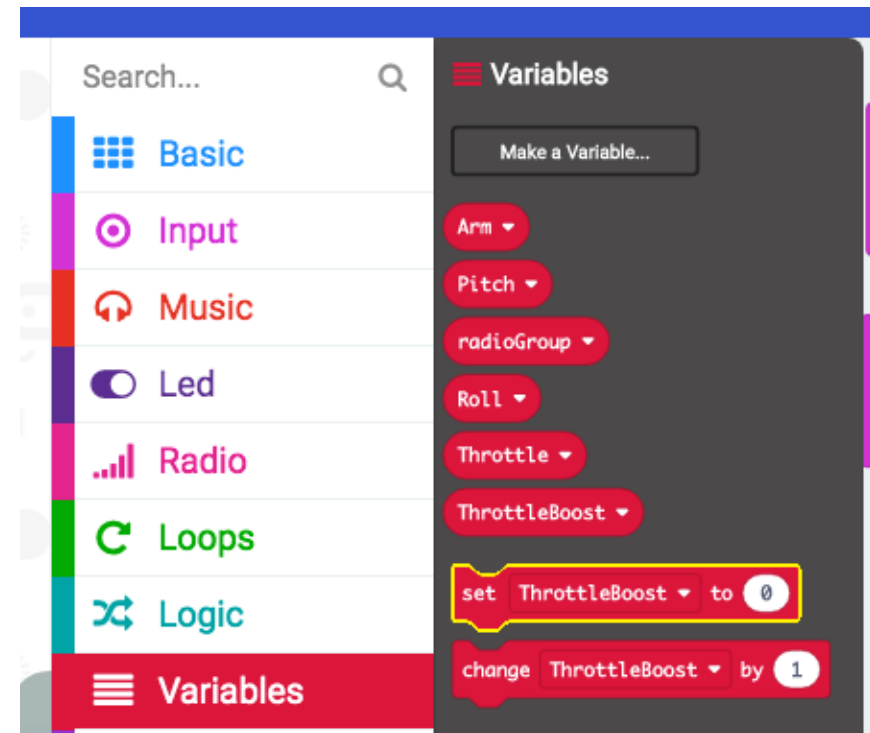 Search...
Basic
Input
Music
Led
Radio
Loops
Logic
Variables
Variables
Make a Variable...
Arm
Pitch
radioGroup
Roll
Throttle
ThrottleBoost
set ThrottleBoost to 0
change ThrottleBoost by 1